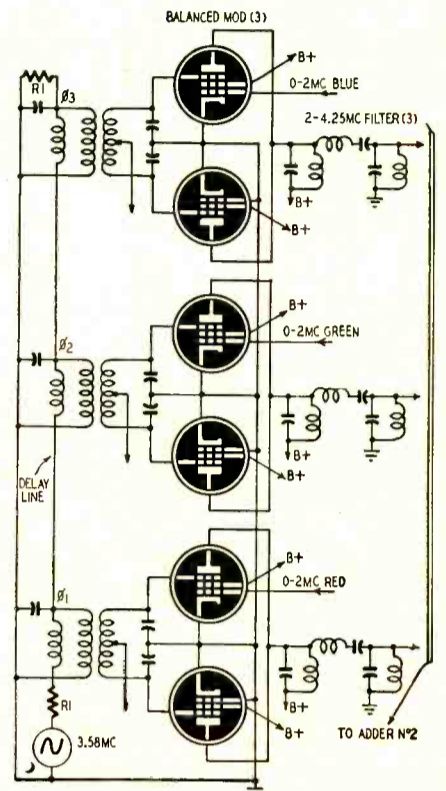 BALANCED MOD (3)
R1
Ø3
B+
0-2MC BLUE
2-4.25MC FILTER (3)
B+
B+
B+
0-2MC GREEN
Ø2
B+
B+
DELAY
LINE
B+
0-2MC RED
Ø1
R1
B+
B+
3.58MC
TO ADDER Nº2